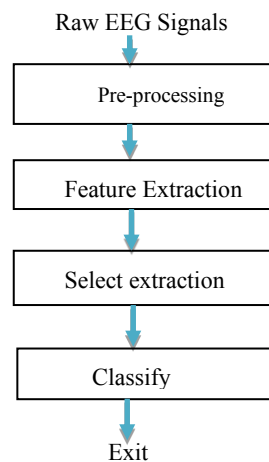 Raw EEG Signals
Pre-processing
Feature Extraction
Select extraction
Classify
Exit